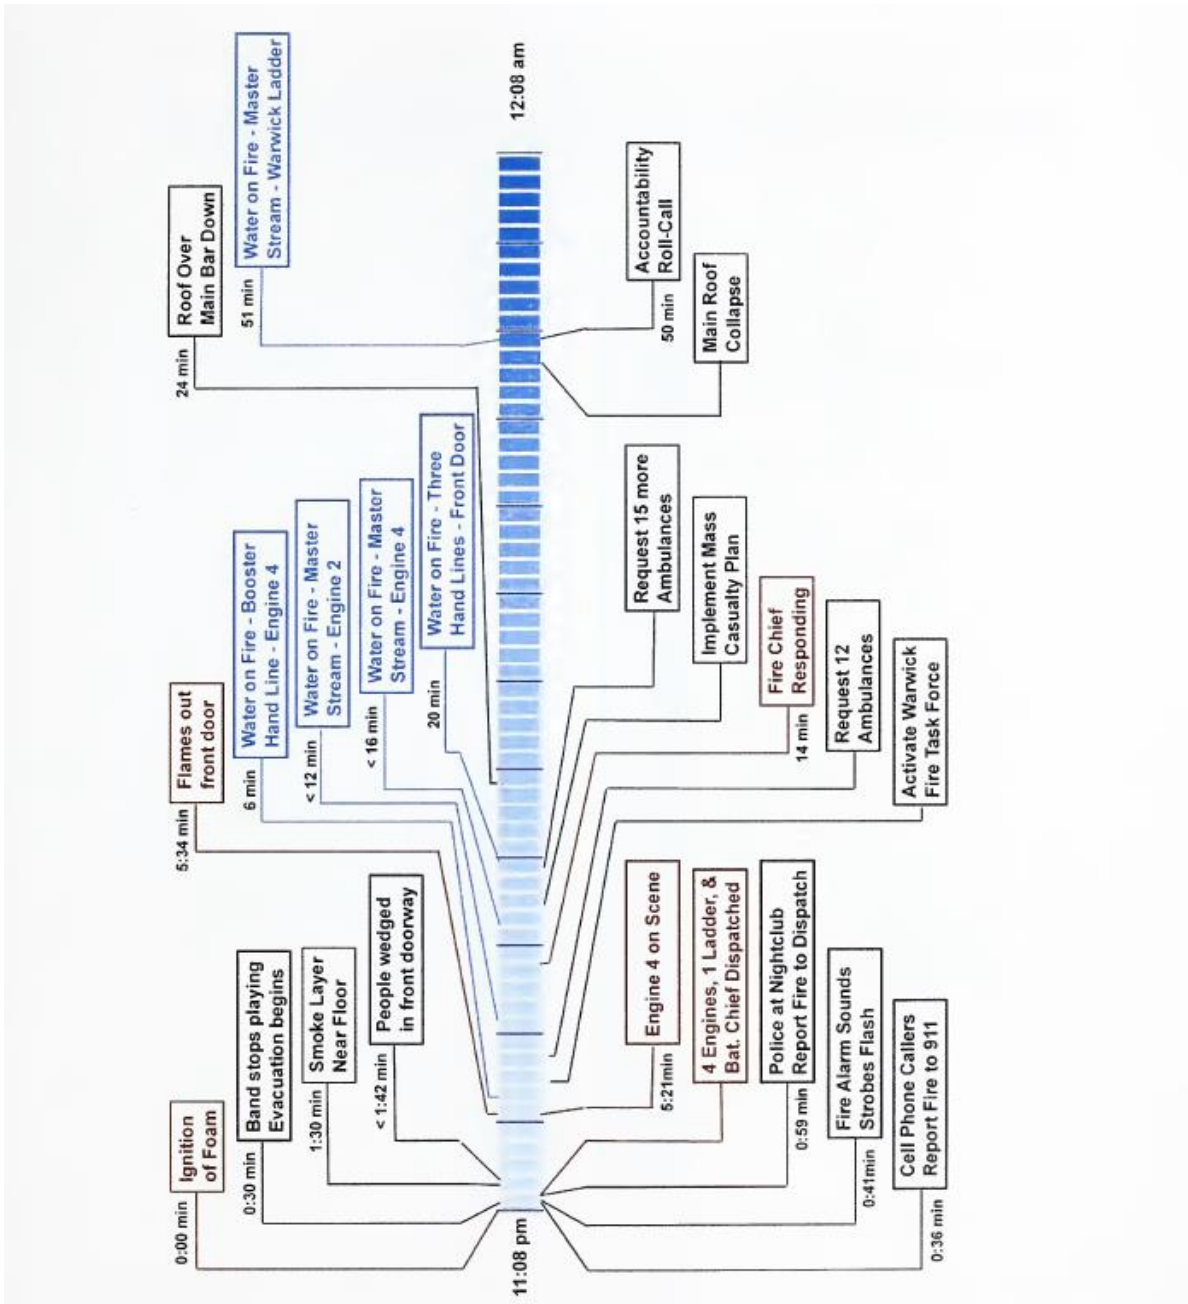 0:00 min
Ignition
of Foam
0:30 min
Band stops playing
Evacuation begins
1:30 min
Smoke Layer
Near Floor
< 1:42 min
People wedged
in front doorway
5:34 min
Flames out
front door
6 min
Water on Fire - Booster
Hand Line - Engine 4
< 12 min
Water on Fire - Master
Stream - Engine 2
< 16 min
Water on Fire - Master
Stream - Engine 4
20 min
Water on Fire - Three
Hand Lines - Front Door
24 min
Roof Over
Main Bar Down
51 min
Water on Fire - Master
Stream - Warwick Ladder
11:08 pm
12:08 am
5:21min
Engine 4 on Scene
4 Engines, 1 Ladder, &
Bat. Chief Dispatched
0:59 min
Police at Nightclub
Report Fire to Dispatch
0:41min
Fire Alarm Sounds
Strobes Flash
0:36 min
Cell Phone Callers
Report Fire to 911
Request 15 more
Ambulances
Implement Mass
Casualty Plan
14 min
Fire Chief
Responding
Request 12
Ambulances
Activate Warwick
Fire Task Force
50 min
Accountability
Roll-Call
Main Roof
Collapse